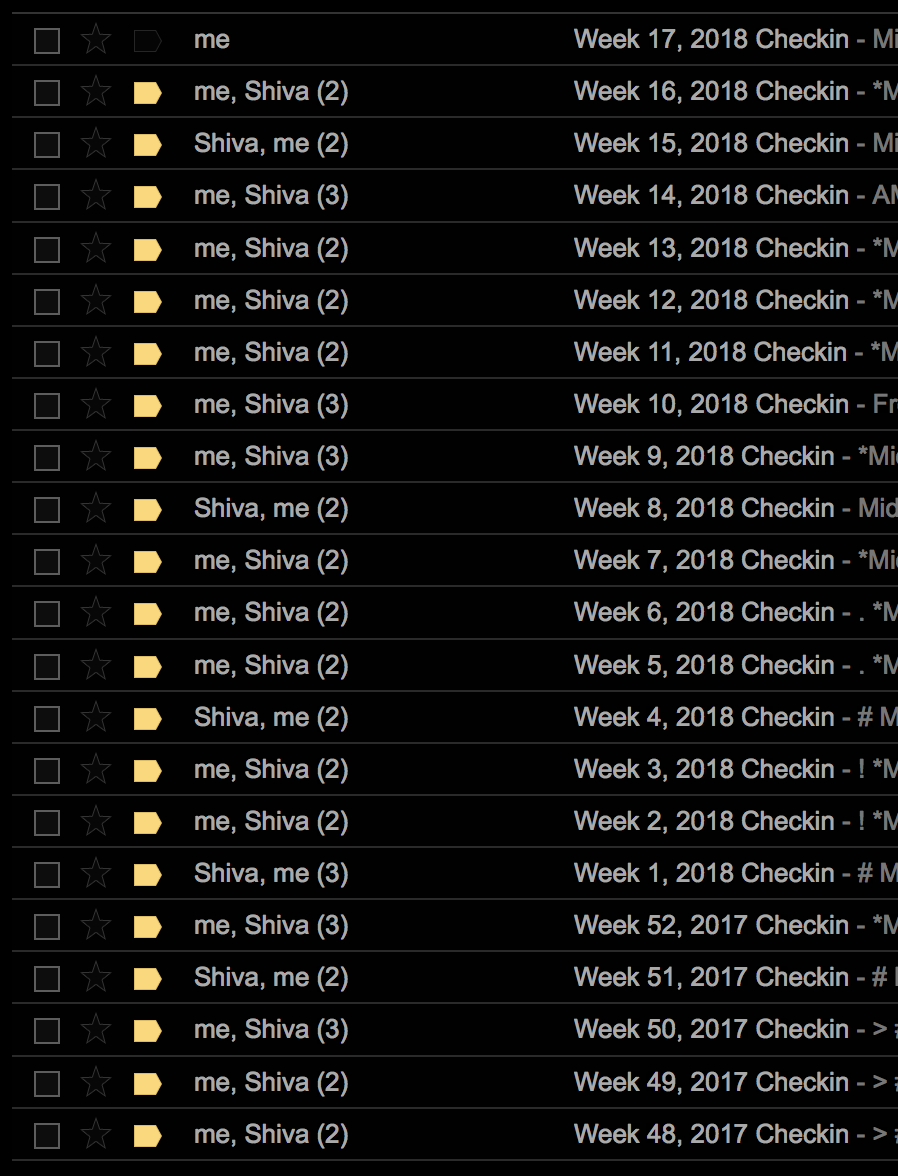 me Week 17, 2018 Checkin - Mi
me, Shiva (2) Week 16, 2018 Checkin - *M
Shiva, me (2) Week 15, 2018 Checkin - Mi
me, Shiva (3) Week 14, 2018 Checkin - AM
me, Shiva (2) Week 13, 2018 Checkin - *M
me, Shiva (2) Week 12, 2018 Checkin - *M
me, Shiva (2) Week 11, 2018 Checkin - *M
me, Shiva (3) Week 10, 2018 Checkin - Fr
me, Shiva (3) Week 9, 2018 Checkin - *Mi
Shiva, me (2) Week 8, 2018 Checkin - Mid
me, Shiva (2) Week 7, 2018 Checkin - *Mi
me, Shiva (2) Week 6, 2018 Checkin - . *M
me, Shiva (2) Week 5, 2018 Checkin - . *M
Shiva, me (2) Week 4, 2018 Checkin - # M
me, Shiva (2) Week 3, 2018 Checkin - ! *M
me, Shiva (2) Week 2, 2018 Checkin - ! *M
Shiva, me (3) Week 1, 2018 Checkin - # M
me, Shiva (3) Week 52, 2017 Checkin - *M
Shiva, me (2) Week 51, 2017 Checkin - #
me, Shiva (3) Week 50, 2017 Checkin - > #
me, Shiva (2) Week 49, 2017 Checkin - > #
me, Shiva (2) Week 48, 2017 Checkin - > #